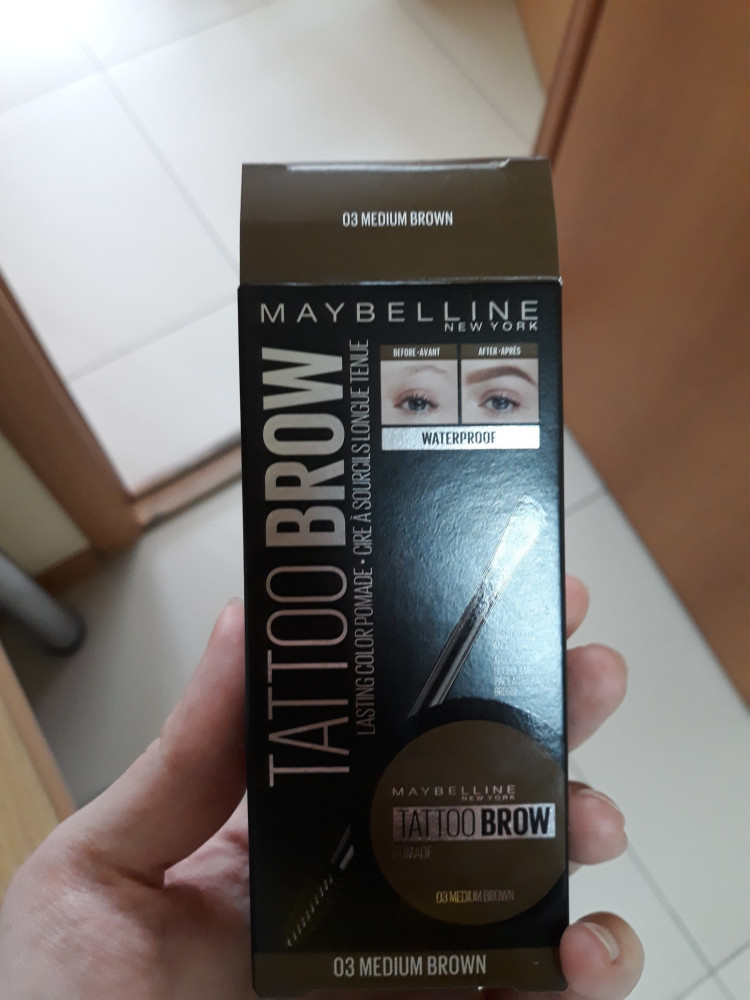 03 MEDIUM BROWN
MAYBELLINE
NEW YORK
TATTOO BROW
LASTING COLOR POMADE • CIRE À SOURCILS LONGUE TENUE
BEFORE•AVANT
AFTER•APRÈS
WATERPROOF
MAYBELLINE
NEW YORK
TATTOO BROW
03 MEDIUM BROWN
03 MEDIUM BROWN